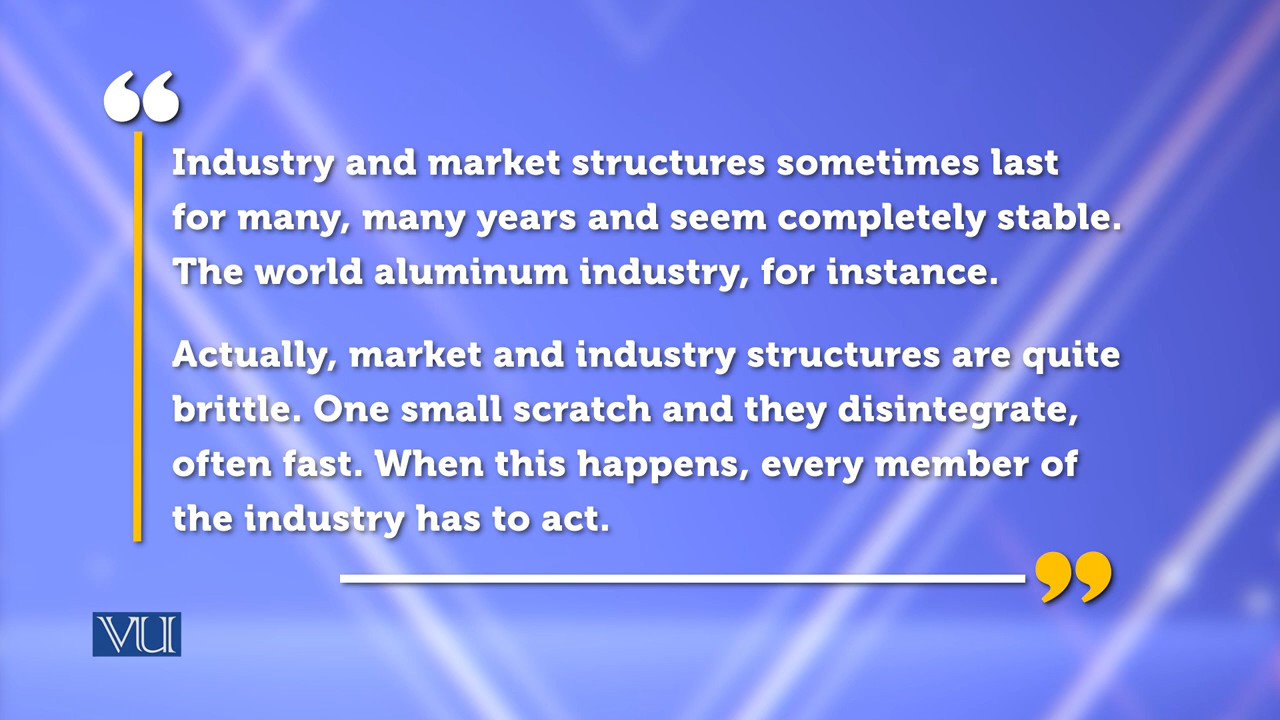 “
Industry and market structures sometimes last
for many, many years and seem completely stable.
The world aluminum industry, for instance.
Actually, market and industry structures are quite
brittle. One small scratch and they disintegrate,
often fast. When this happens, every member of
the industry has to act.
”
VU